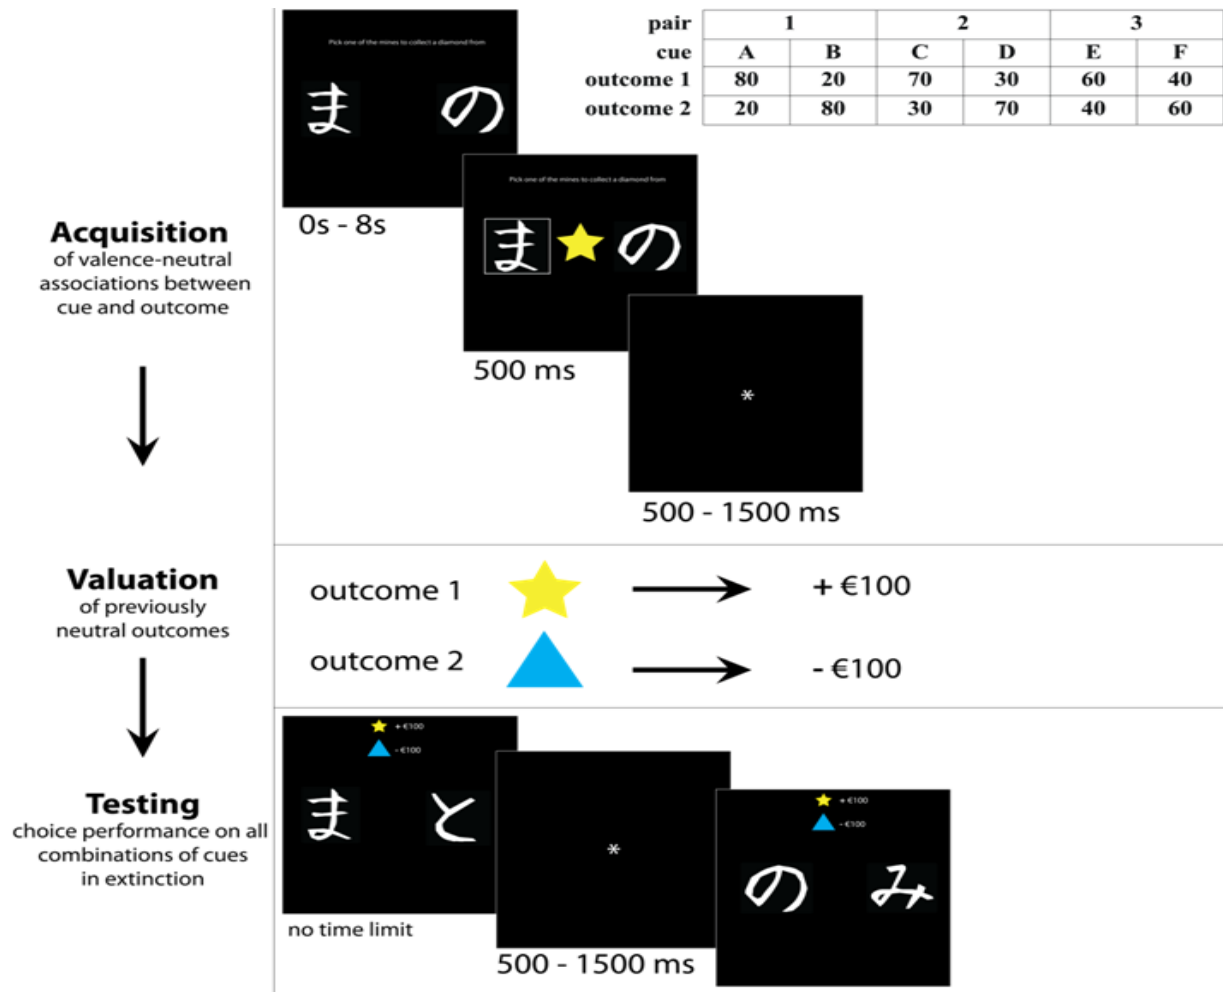 pair 1 2 3
cue A B C D E F
outcome 1 80 20 70 30 60 40
outcome 2 20 80 30 70 40 60
Pick one of the mines to collect a diamond from
ま の
0s - 8s
Pick one of the mines to collect a diamond from
ま の
500 ms
*
500 - 1500 ms
Acquisition
of valence-neutral
associations between
cue and outcome
Valuation
of previously
neutral outcomes
outcome 1 + €100
outcome 2 - €100
Testing
choice performance on all
combinations of cues
in extinction
+ €100
- €100
ま と
no time limit
*
500 - 1500 ms
+ €100
- €100
の み